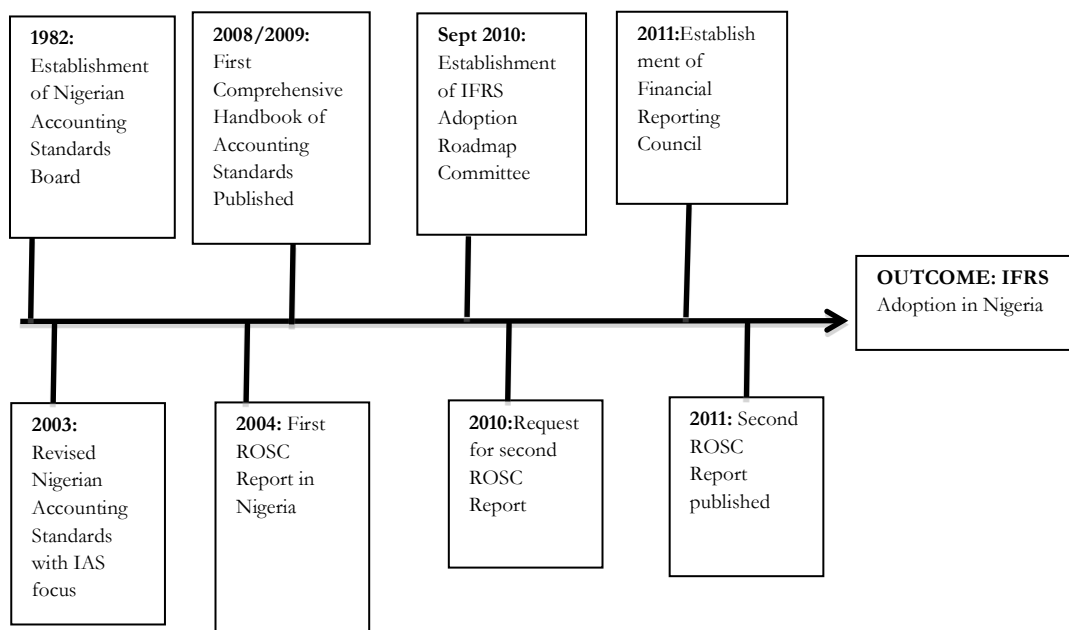 1982:
Establishment
of Nigerian
Accounting
Standards
Board
2008/2009:
First
Comprehensive
Handbook of
Accounting
Standards
Published
Sept 2010:
Establishment
of IFRS
Adoption
Roadmap
Committee
2011:Establish
ment of
Financial
Reporting
Council
OUTCOME: IFRS
Adoption in Nigeria
2003:
Revised
Nigerian
Accounting
Standards
with IAS
focus
2004: First
ROSC
Report in
Nigeria
2010:Request
for second
ROSC
Report
2011: Second
ROSC
Report
published